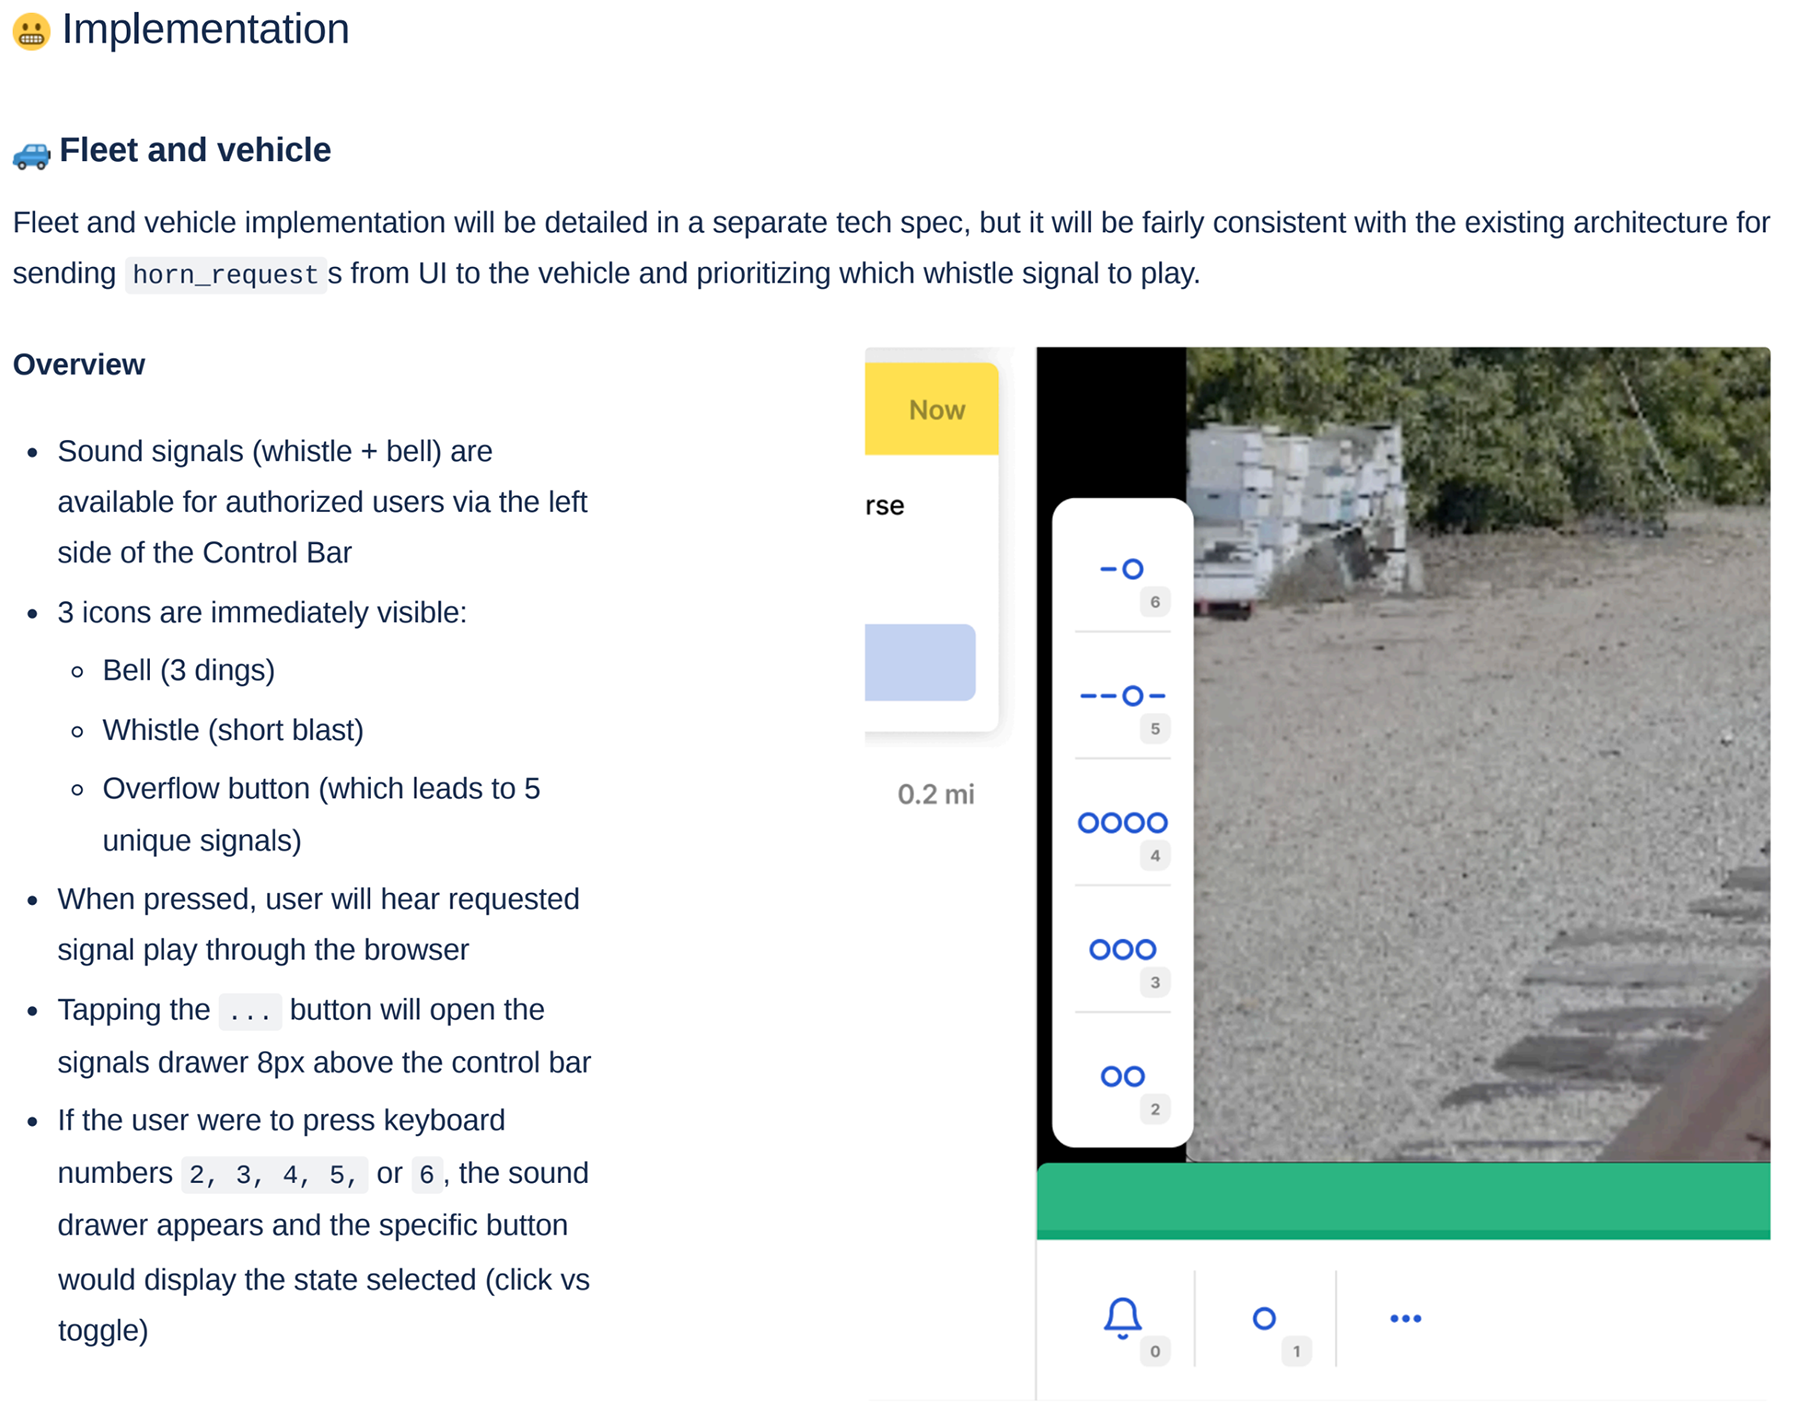 😬 Implementation
🚙 Fleet and vehicle
Fleet and vehicle implementation will be detailed in a separate tech spec, but it will be fairly consistent with the existing architecture for
sending horn_request s from UI to the vehicle and prioritizing which whistle signal to play.
Overview
• Sound signals (whistle + bell) are
available for authorized users via the left
side of the Control Bar
• 3 icons are immediately visible:
◦ Bell (3 dings)
◦ Whistle (short blast)
◦ Overflow button (which leads to 5
unique signals)
• When pressed, user will hear requested
signal play through the browser
• Tapping the ... button will open the
signals drawer 8px above the control bar
• If the user were to press keyboard
numbers 2, 3, 4, 5, or 6 , the sound
drawer appears and the specific button
would display the state selected (click vs
toggle)
Now
rse
0.2 mi
6
5
4
3
2
0
1